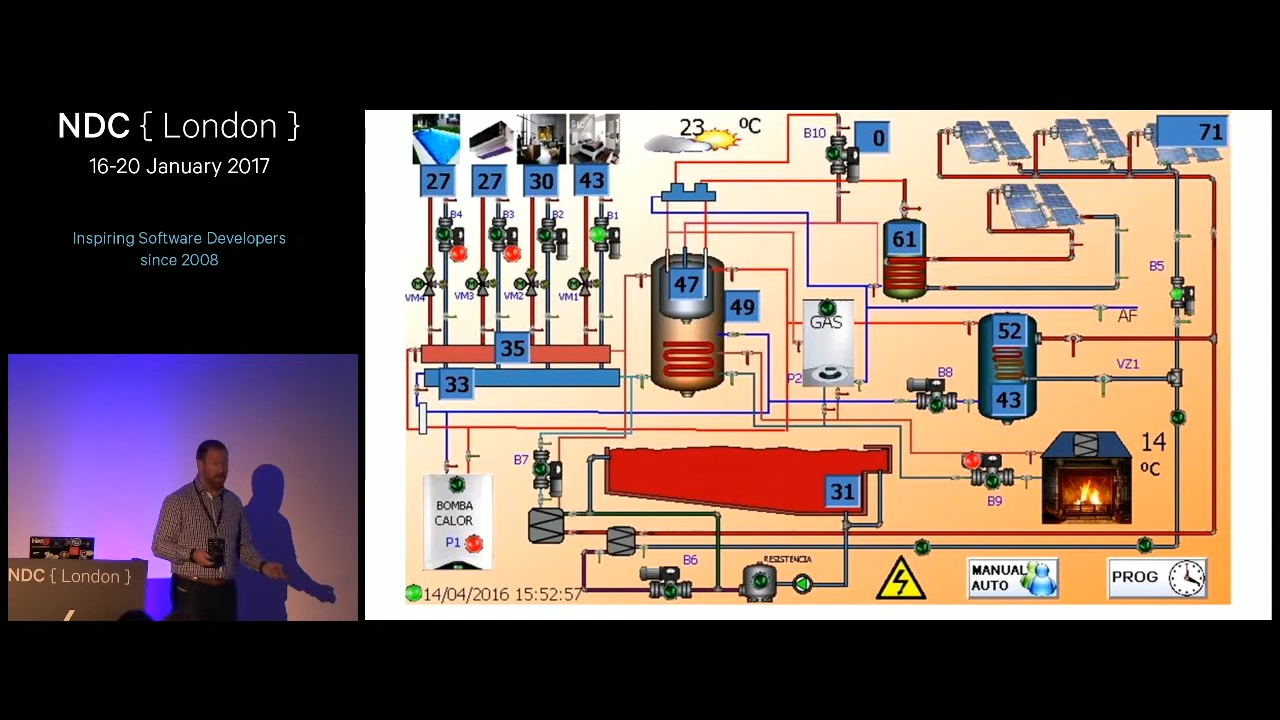 NDC { London }
16-20 January 2017
Inspiring Software Developers
since 2008
NDC { London }
23 ºC
B10
0
71
27
27
30
43
B4
B3
B2
B1
61
B5
VM4
VM3
VM2
VM1
47
49
GAS
AF
52
35
33
P2
B8
43
VZ1
B7
31
B9
14
ºC
BOMBA
CALOR
P1
B6
RESISTENCIA
MANUAL
AUTO
PROG
14/04/2016 15:52:57